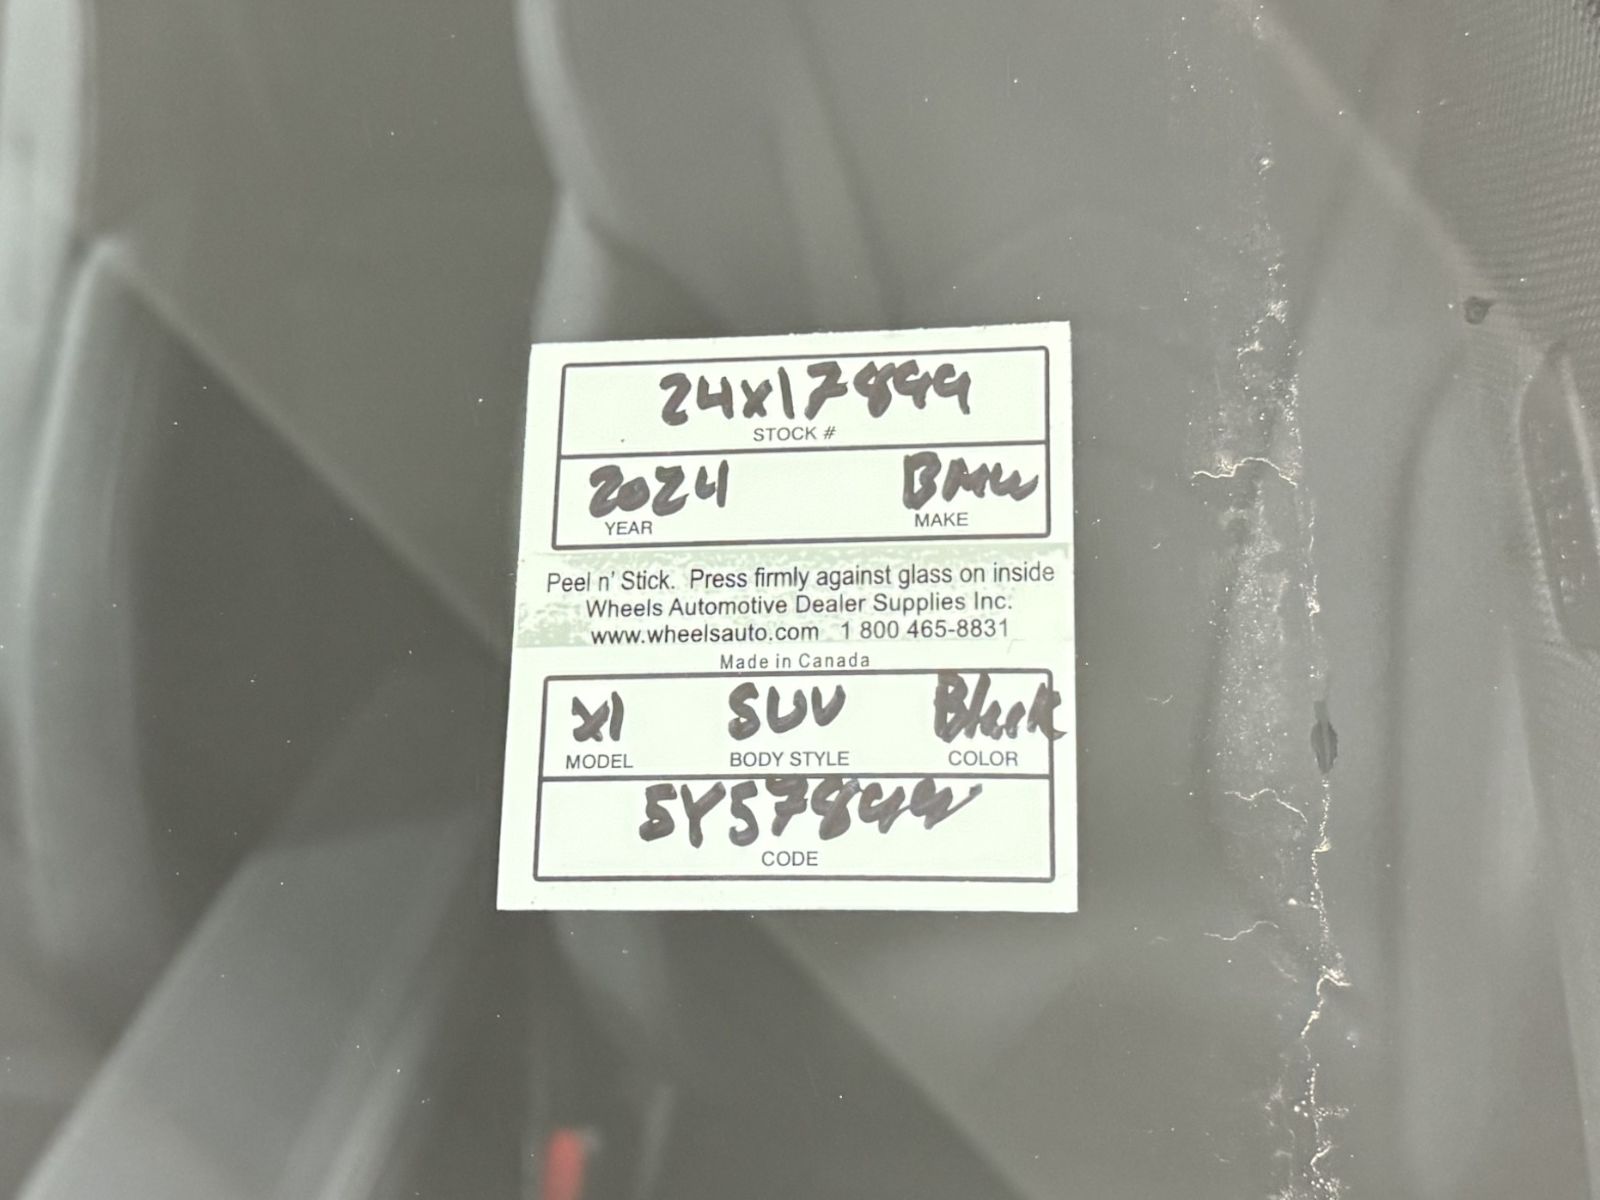 24X17899
STOCK #
2024 BMW
YEAR MAKE
Peel n' Stick. Press firmly against glass on inside
Wheels Automotive Dealer Supplies Inc.
www.wheelsauto.com 1 800 465-8831
Made in Canada
X1 SUV Black
MODEL BODY STYLE COLOR
5Y57899
CODE